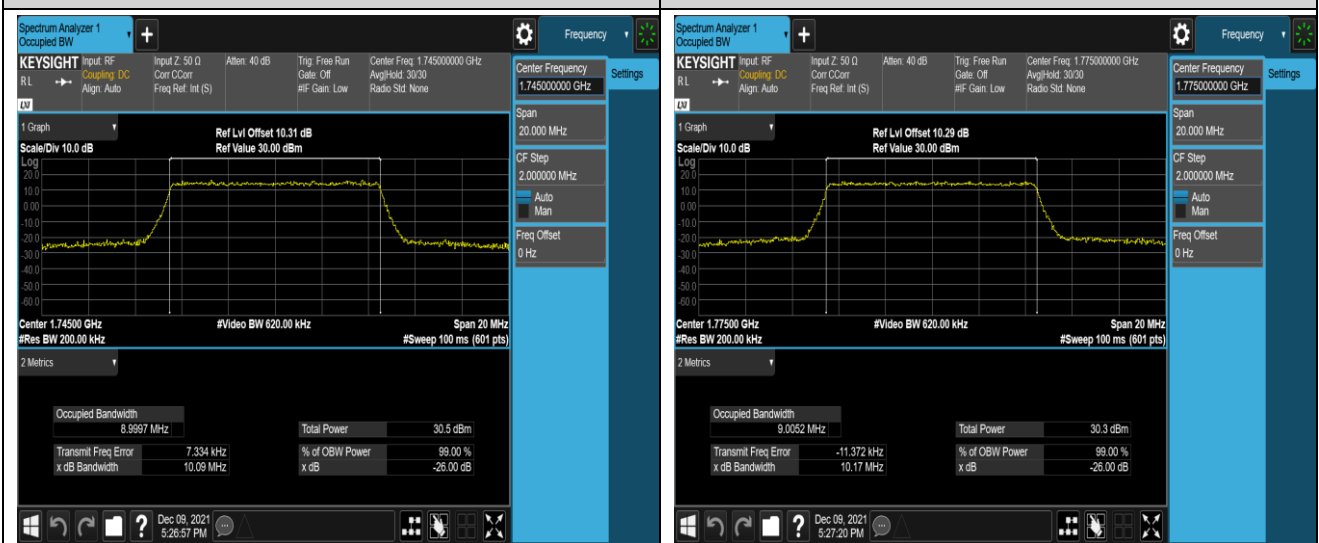 Spectrum Analyzer 1
Occupied BW
Frequency
KEYSIGHT
RL
LXI
Input: RF
Coupling: DC
Align: Auto
Input Z: 50 Ω
Corr CCorr
Freq Ref: Int (S)
Atten: 40 dB
Trig: Free Run
Gate: Off
#IF Gain: Low
Center Freq: 1.745000000 GHz
Avg|Hold: 30/30
Radio Std: None
Center Frequency
1.745000000 GHz
Settings
Span
20.000 MHz
CF Step
2.000000 MHz
Auto
Man
Freq Offset
0 Hz
1 Graph
Ref Lvl Offset 10.31 dB
Scale/Div 10.0 dB
Ref Value 30.00 dBm
Log
20.0
10.0
0.00
-10.0
-20.0
-30.0
-40.0
-50.0
-60.0
Center 1.74500 GHz
#Video BW 620.00 kHz
Span 20 MHz
#Res BW 200.00 kHz
#Sweep 100 ms (601 pts)
2 Metrics
Occupied Bandwidth
8.9997 MHz
Total Power 30.5 dBm
Transmit Freq Error 7.334 kHz
% of OBW Power 99.00 %
x dB Bandwidth 10.09 MHz
x dB -26.00 dB
?
Dec 09, 2021
5:26:57 PM
Spectrum Analyzer 1
Occupied BW
Frequency
KEYSIGHT
RL
LXI
Input: RF
Coupling: DC
Align: Auto
Input Z: 50 Ω
Corr CCorr
Freq Ref: Int (S)
Atten: 40 dB
Trig: Free Run
Gate: Off
#IF Gain: Low
Center Freq: 1.775000000 GHz
Avg|Hold: 30/30
Radio Std: None
Center Frequency
1.775000000 GHz
Settings
Span
20.000 MHz
CF Step
2.000000 MHz
Auto
Man
Freq Offset
0 Hz
1 Graph
Ref Lvl Offset 10.29 dB
Scale/Div 10.0 dB
Ref Value 30.00 dBm
Log
20.0
10.0
0.00
-10.0
-20.0
-30.0
-40.0
-50.0
-60.0
Center 1.77500 GHz
#Video BW 620.00 kHz
Span 20 MHz
#Res BW 200.00 kHz
#Sweep 100 ms (601 pts)
2 Metrics
Occupied Bandwidth
9.0052 MHz
Total Power 30.3 dBm
Transmit Freq Error -11.372 kHz
% of OBW Power 99.00 %
x dB Bandwidth 10.17 MHz
x dB -26.00 dB
?
Dec 09, 2021
5:27:20 PM